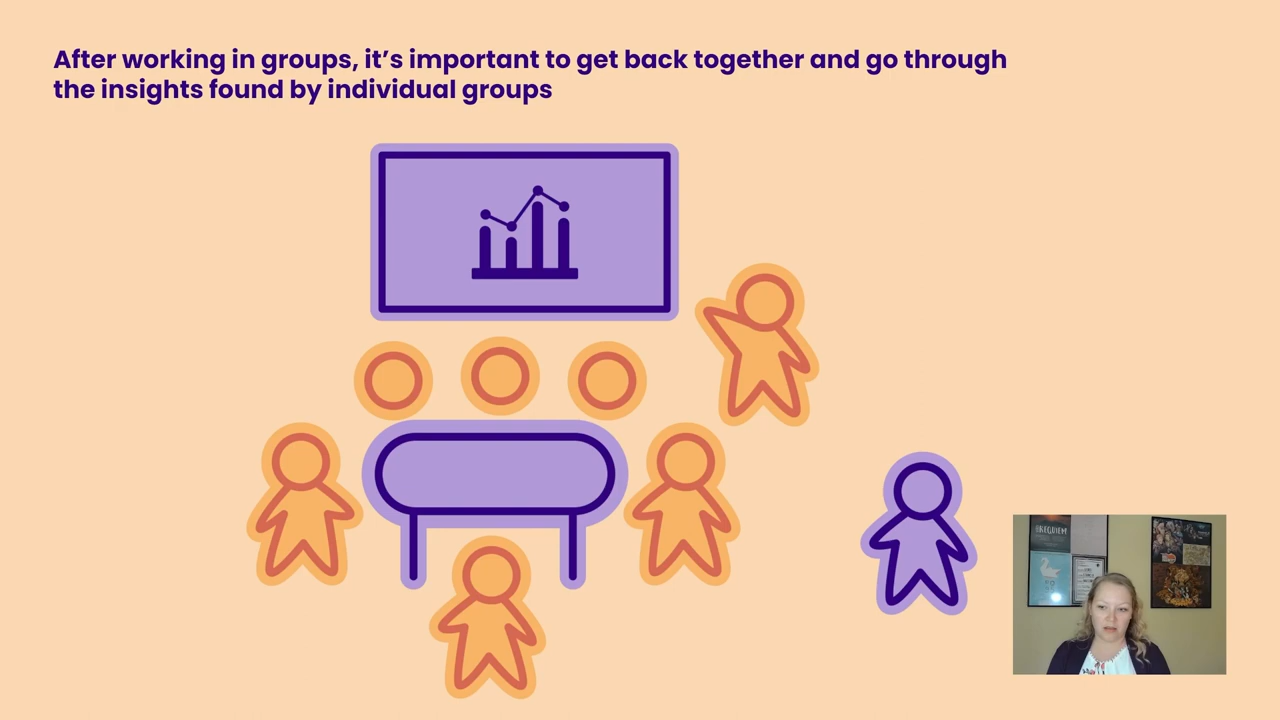 After working in groups, it's important to get back together and go through
the insights found by individual groups
#REQUIEM